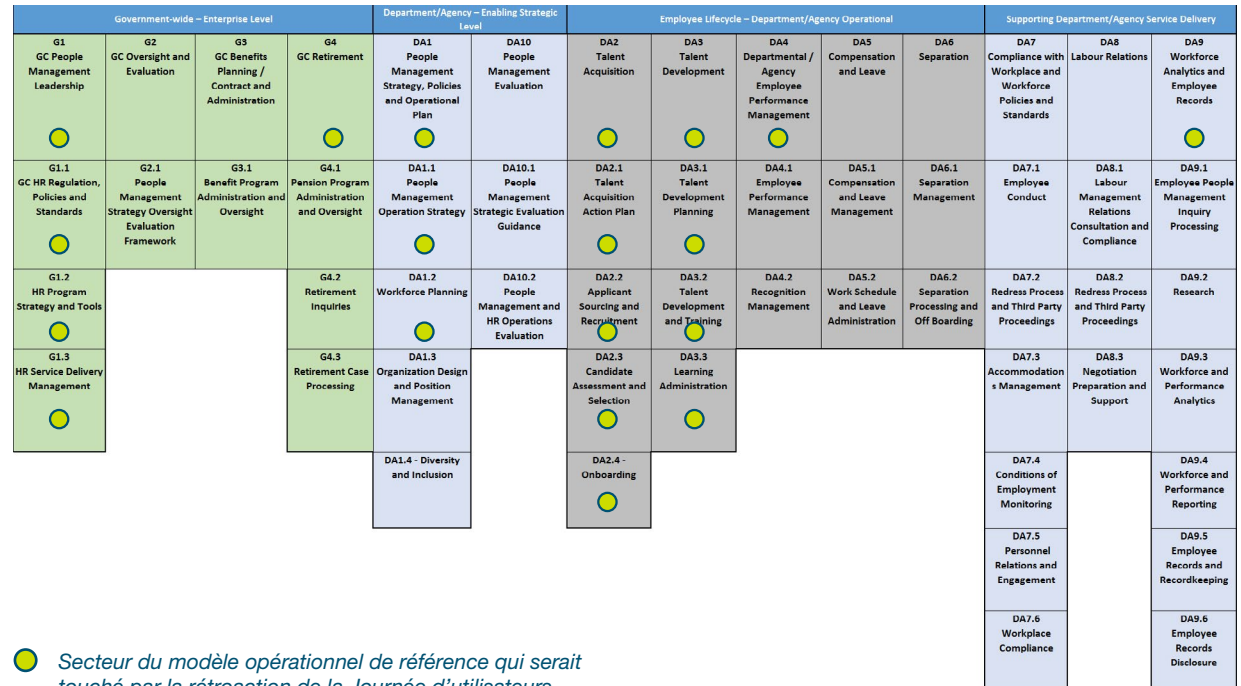 Government-wide – Enterprise Level
Department/Agency – Enabling Strategic
Level
Employee Lifecycle – Department/Agency Operational
Supporting Department/Agency Service Delivery
G1
GC People
Management
Leadership
G2
GC Oversight and
Evaluation
G3
GC Benefits
Planning /
Contract and
Administration
G4
GC Retirement
DA1
People
Management
Strategy, Policies
and Operational
Plan
DA10
People
Management
Evaluation
DA2
Talent
Acquisition
DA3
Talent
Development
DA4
Departmental /
Agency
Employee
Performance
Management
DA5
Compensation
and Leave
DA6
Separation
DA7
Compliance with
Workplace and
Workforce
Policies and
Standards
DA8
Labour Relations
DA9
Workforce
Analytics and
Employee
Records
G1.1
GC HR Regulation,
Policies and
Standards
G2.1
People
Management
Strategy Oversight
Evaluation
Framework
G3.1
Benefit Program
Administration and
Oversight
G4.1
Pension Program
Administration
and Oversight
DA1.1
People
Management
Operation Strategy
DA10.1
People
Management
Strategic Evaluation
Guidance
DA2.1
Talent
Acquisition
Action Plan
DA3.1
Talent
Development
Planning
DA4.1
Employee
Performance
Management
DA5.1
Compensation
and Leave
Management
DA6.1
Separation
Management
DA7.1
Employee
Conduct
DA8.1
Labour
Management
Relations
Consultation and
Compliance
DA9.1
Employee People
Management
Inquiry
Processing
G1.2
HR Program
Strategy and Tools
G4.2
Retirement
Inquiries
DA1.2
Workforce Planning
DA10.2
People
Management and
HR Operations
Evaluation
DA2.2
Applicant
Sourcing and
Recruitment
DA3.2
Talent
Development
and Training
DA4.2
Recognition
Management
DA5.2
Work Schedule
and Leave
Administration
DA6.2
Separation
Processing and
Off Boarding
DA7.2
Redress Process
and Third Party
Proceedings
DA8.2
Redress Process
and Third Party
Proceedings
DA9.2
Research
G1.3
HR Service Delivery
Management
G4.3
Retirement Case
Processing
DA1.3
Organization Design
and Position
Management
DA2.3
Candidate
Assessment and
Selection
DA3.3
Learning
Administration
DA7.3
Accommodation
s Management
DA8.3
Negotiation
Preparation and
Support
DA9.3
Workforce and
Performance
Analytics
DA1.4 - Diversity
and Inclusion
DA2.4 -
Onboarding
DA7.4
Conditions of
Employment
Monitoring
DA9.4
Workforce and
Performance
Reporting
DA7.5
Personnel
Relations and
Engagement
DA9.5
Employee
Records and
Recordkeeping
DA7.6
Workplace
Compliance
DA9.6
Employee
Records
Disclosure
Secteur du modèle opérationnel de référence qui serait
touché par la rétroaction de la Journée d'utilisateurs